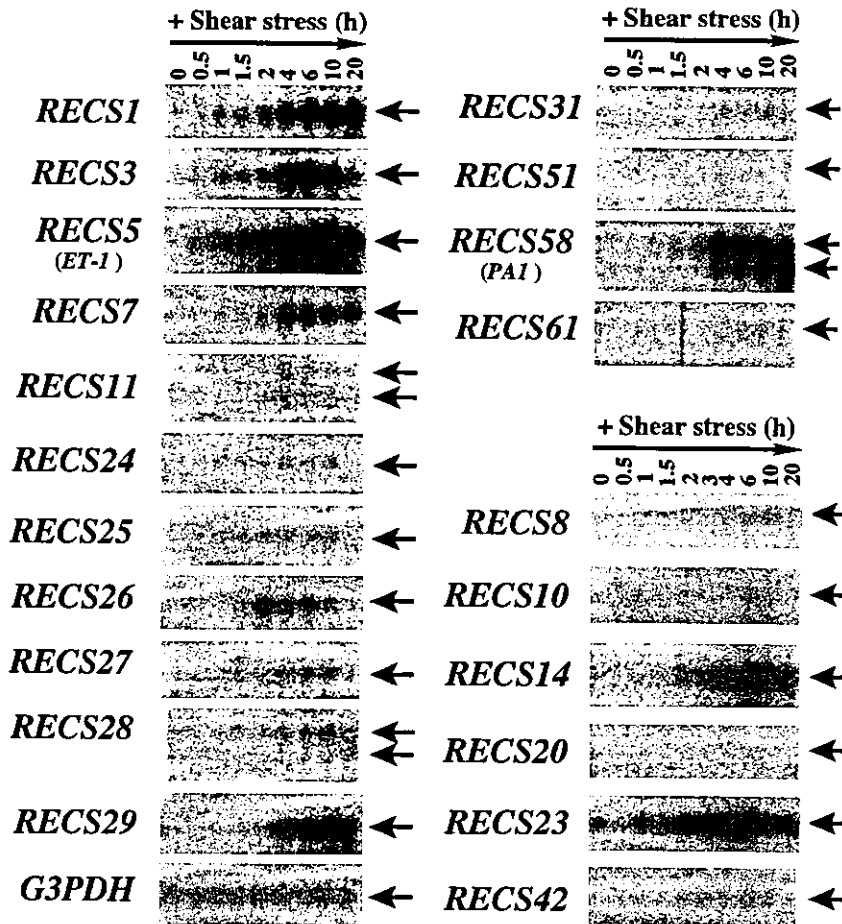 + Shear stress (h)
0 0.5 1 1.5 2 4 6 10 20
RECS1
RECS3
RECS5
(ET-1)
RECS7
RECS11
RECS24
RECS25
RECS26
RECS27
RECS28
RECS29
G3PDH
+ Shear stress (h)
0 0.5 1 1.5 2 4 6 10 20
RECS31
RECS51
RECS58
(PA1)
RECS61
+ Shear stress (h)
0 0.5 1 1.5 2 3 4 6 10 20
RECS8
RECS10
RECS14
RECS20
RECS23
RECS42